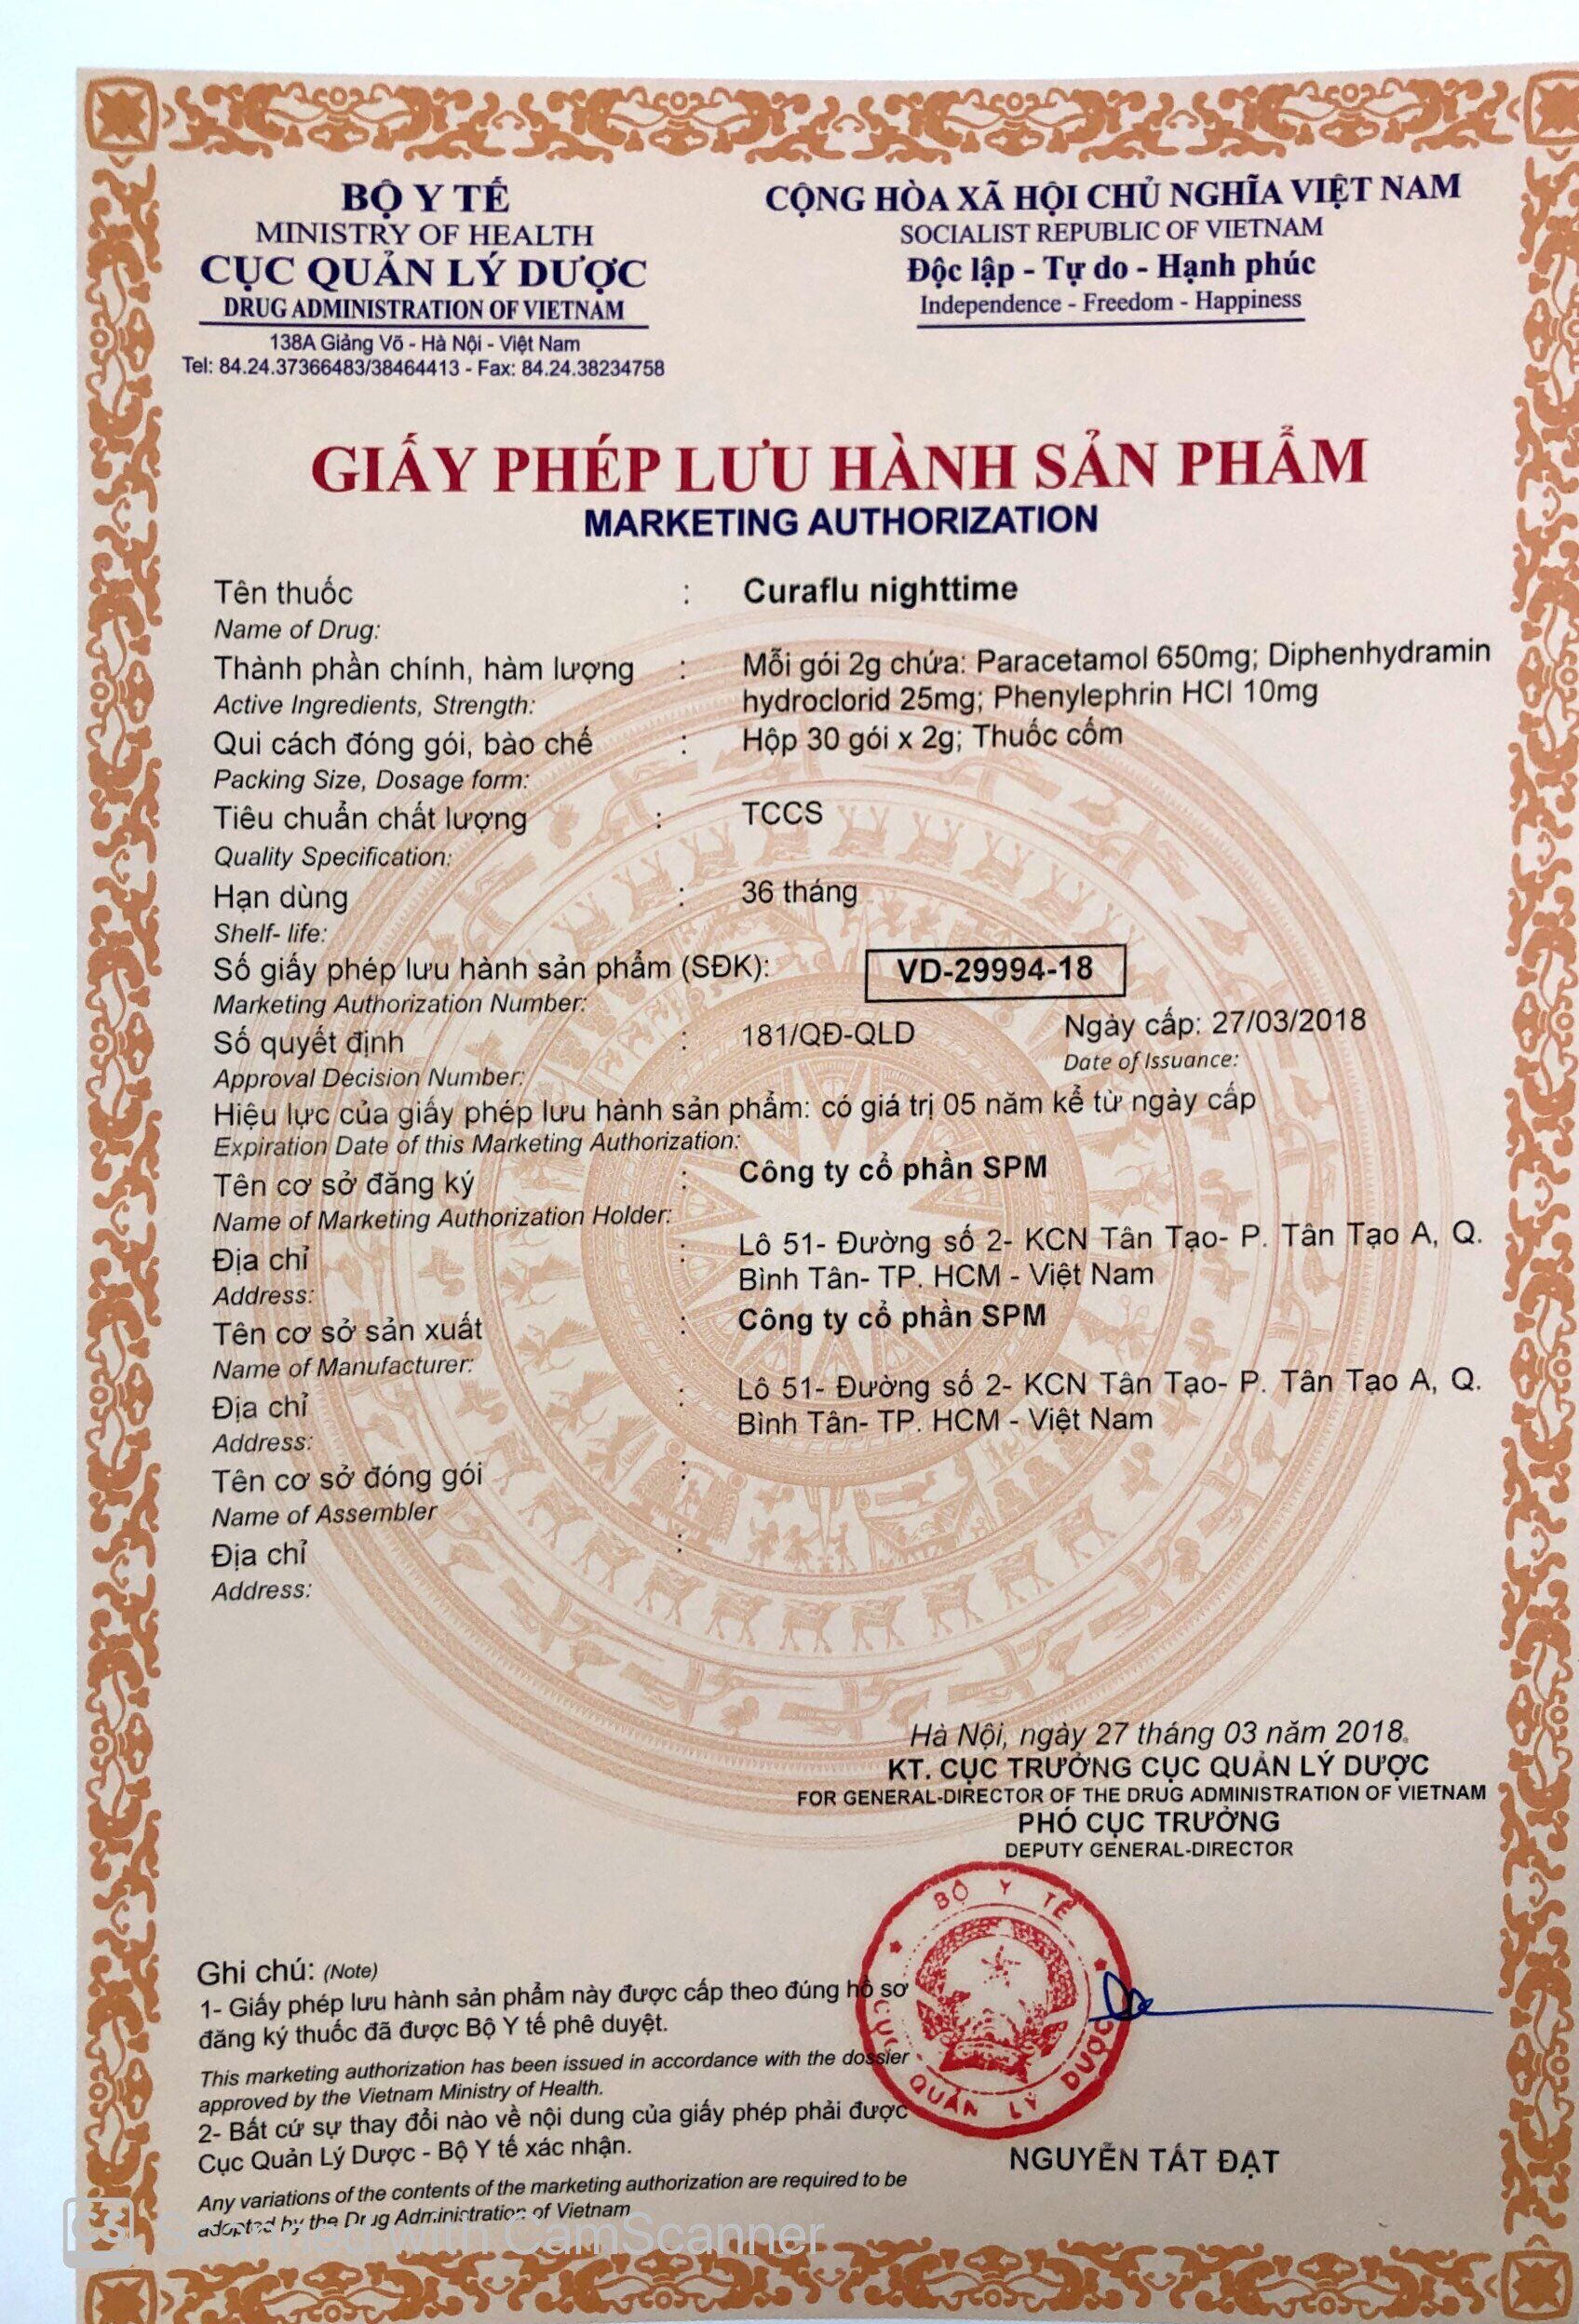 BỘ Y TẾ
MINISTRY OF HEALTH
CỤC QUẢN LÝ DƯỢC
DRUG ADMINISTRATION OF VIETNAM
138A Giảng Võ - Hà Nội - Việt Nam
Tel: 84.24.37366483/38464413 - Fax: 84.24.38234758
CỘNG HÒA XÃ HỘI CHỦ NGHĨA VIỆT NAM
SOCIALIST REPUBLIC OF VIETNAM
Độc lập - Tự do - Hạnh phúc
Independence - Freedom - Happiness
GIẤY PHÉP LƯU HÀNH SẢN PHẨM
MARKETING AUTHORIZATION
Tên thuốc : Curaflu nighttime
Name of Drug:
Thành phần chính, hàm lượng : Mỗi gói 2g chứa: Paracetamol 650mg; Diphenhydramin
Active Ingredients, Strength: hydroclorid 25mg; Phenylephrin HCl 10mg
Qui cách đóng gói, bào chế : Hộp 30 gói x 2g; Thuốc cốm
Packing Size, Dosage form:
Tiêu chuẩn chất lượng : TCCS
Quality Specification:
Hạn dùng : 36 tháng
Shelf- life:
Số giấy phép lưu hành sản phẩm (SĐK): VD-29994-18
Marketing Authorization Number:
Số quyết định : 181/QĐ-QLD Ngày cấp: 27/03/2018
Approval Decision Number: Date of Issuance:
Hiệu lực của giấy phép lưu hành sản phẩm: có giá trị 05 năm kể từ ngày cấp
Expiration Date of this Marketing Authorization:
Tên cơ sở đăng ký : Công ty cổ phần SPM
Name of Marketing Authorization Holder:
Địa chỉ : Lô 51- Đường số 2- KCN Tân Tạo- P. Tân Tạo A, Q.
Address: Bình Tân- TP. HCM - Việt Nam
Tên cơ sở sản xuất : Công ty cổ phần SPM
Name of Manufacturer:
Địa chỉ : Lô 51- Đường số 2- KCN Tân Tạo- P. Tân Tạo A, Q.
Address: Bình Tân- TP. HCM - Việt Nam
Tên cơ sở đóng gói :
Name of Assembler
Địa chỉ :
Address:
Hà Nội, ngày 27 tháng 03 năm 2018.
KT. CỤC TRƯỞNG CỤC QUẢN LÝ DƯỢC
FOR GENERAL-DIRECTOR OF THE DRUG ADMINISTRATION OF VIETNAM
PHÓ CỤC TRƯỞNG
DEPUTY GENERAL-DIRECTOR
BỘ Y TẾ
CỤC QUẢN LÝ DƯỢC
NGUYỄN TẤT ĐẠT
Ghi chú: (Note)
1- Giấy phép lưu hành sản phẩm này được cấp theo đúng hồ sơ
đăng ký thuốc đã được Bộ Y tế phê duyệt.
This marketing authorization has been issued in accordance with the dossier
approved by the Vietnam Ministry of Health.
2- Bất cứ sự thay đổi nào về nội dung của giấy phép phải được
Cục Quản Lý Dược - Bộ Y tế xác nhận.
Any variations of the contents of the marketing authorization are required to be
adopted by the Drug Administration of Vietnam
CS Scanned with CamScanner